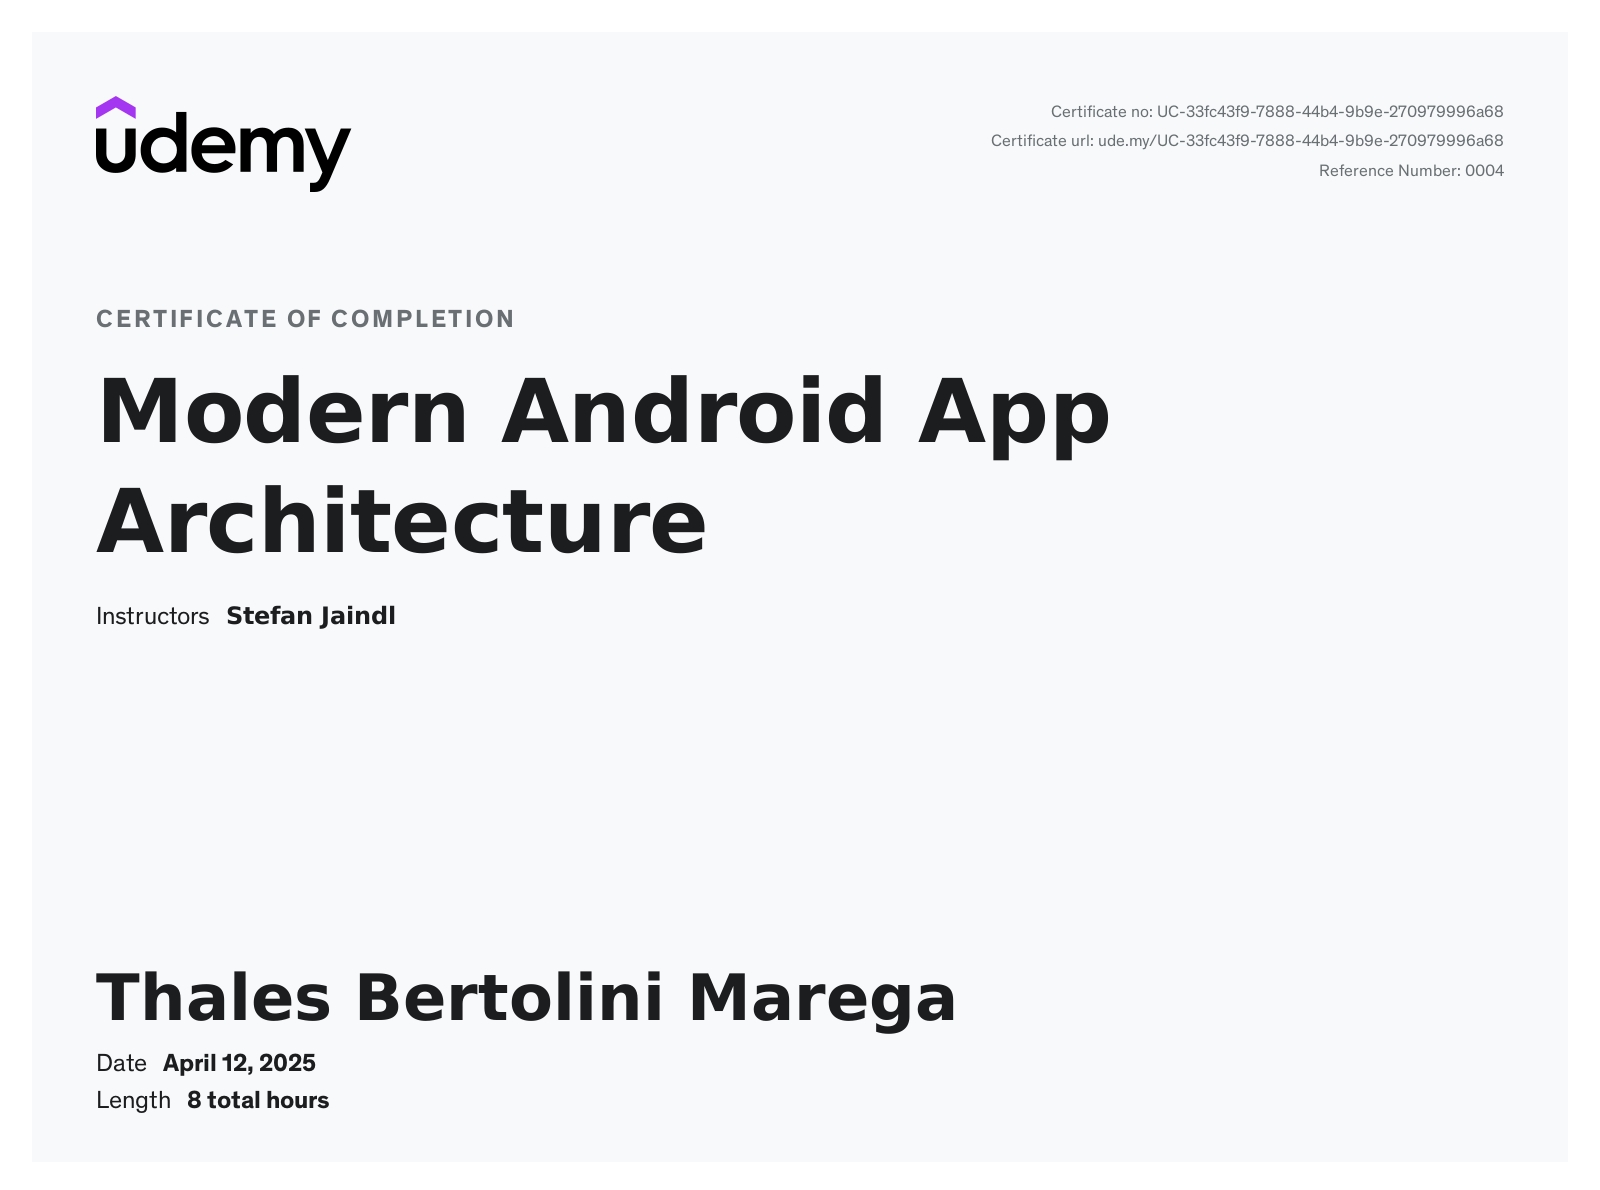 udemy
Certificate no: UC-33fc43f9-7888-44b4-9b9e-270979996a68
Certificate url: ude.my/UC-33fc43f9-7888-44b4-9b9e-270979996a68
Reference Number: 0004
CERTIFICATE OF COMPLETION
Modern Android App
Architecture
Instructors Stefan Jaindl
Thales Bertolini Marega
Date April 12, 2025
Length 8 total hours